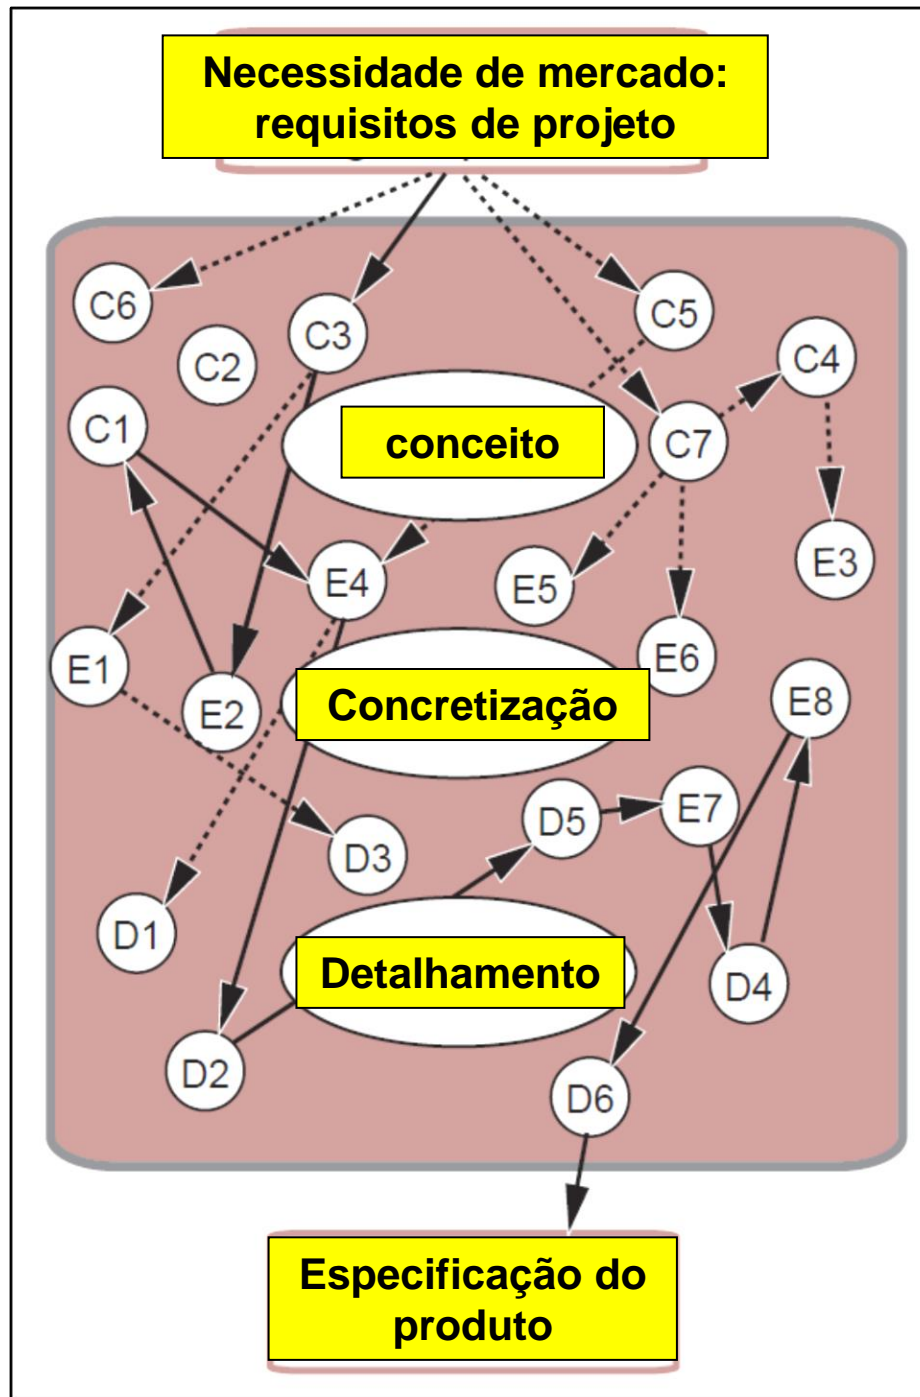 Necessidade de mercado:
requisitos de projeto
C6
C3
C5
C2
C4
C1
conceito
C7
E4
E5
E3
E1
E2
Concretização
E6
E8
D5
E7
D3
D1
Detalhamento
D4
D2
D6
Especificação do
produto